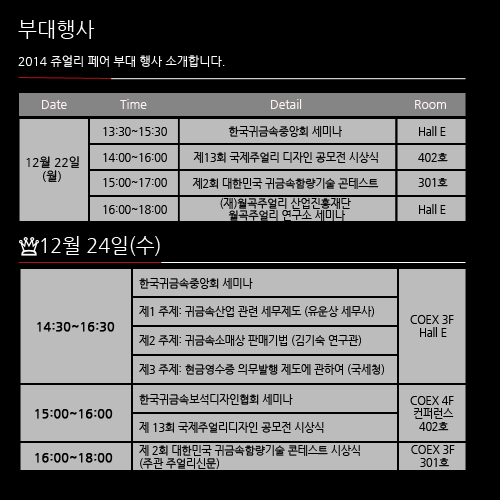 부대행사
2014 쥬얼리 페어 부대 행사 소개합니다.
Date Time Detail Room
12월 22일
(월)
13:30~15:30 한국귀금속중앙회 세미나 Hall E
14:00~16:00 제13회 국제주얼리 디자인 공모전 시상식 402호
15:00~17:00 제2회 대한민국 귀금속함량기술 콘테스트 301호
16:00~18:00 (재)월곡주얼리 산업진흥재단
월곡주얼리 연구소 세미나 Hall E
12월 24일(수)
14:30~16:30
한국귀금속중앙회 세미나
제1 주제: 귀금속산업 관련 세무제도 (유운상 세무사)
제2 주제: 귀금속소매상 판매기법 (김기숙 연구관)
제3 주제: 현금영수증 의무발행 제도에 관하여 (국세청)
COEX 3F
Hall E
15:00~16:00
한국귀금속보석디자인협회 세미나
제 13회 국제주얼리디자인 공모전 시상식
COEX 4F
컨퍼런스
402호
16:00~18:00
제 2회 대한민국 귀금속함량기술 콘테스트 시상식
(주관 주얼리신문)
COEX 3F
301호